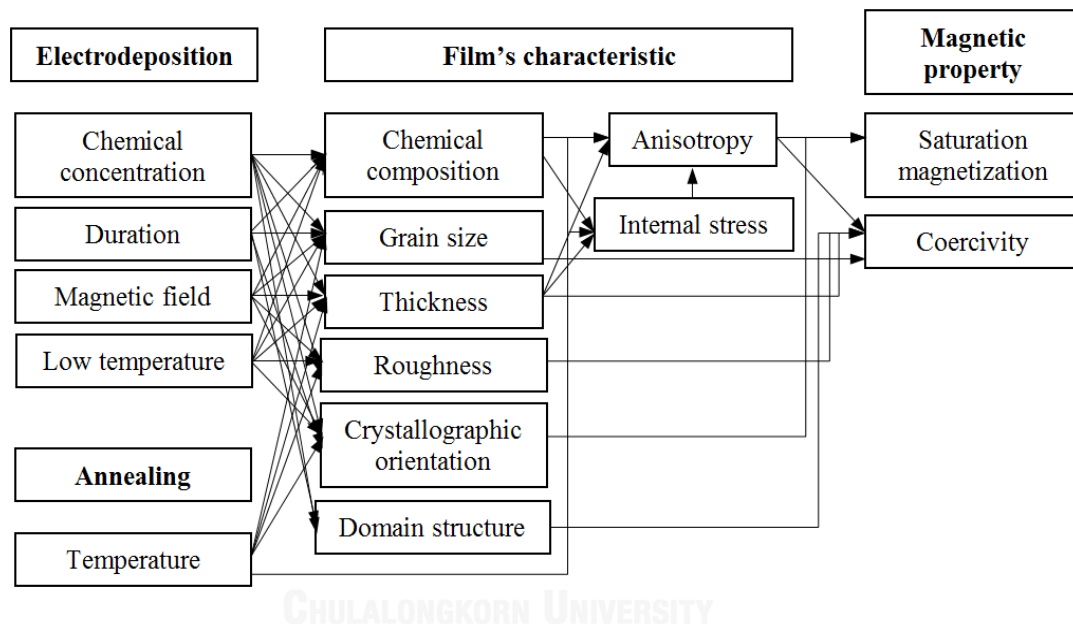 Electrodeposition
Film's characteristic
Magnetic
property
Chemical
concentration
Duration
Magnetic field
Low temperature
Annealing
Temperature
Chemical
composition
Grain size
Thickness
Roughness
Crystallographic
orientation
Domain structure
Anisotropy
Internal stress
Saturation
magnetization
Coercivity
CHULALONGKORN UNIVERSITY